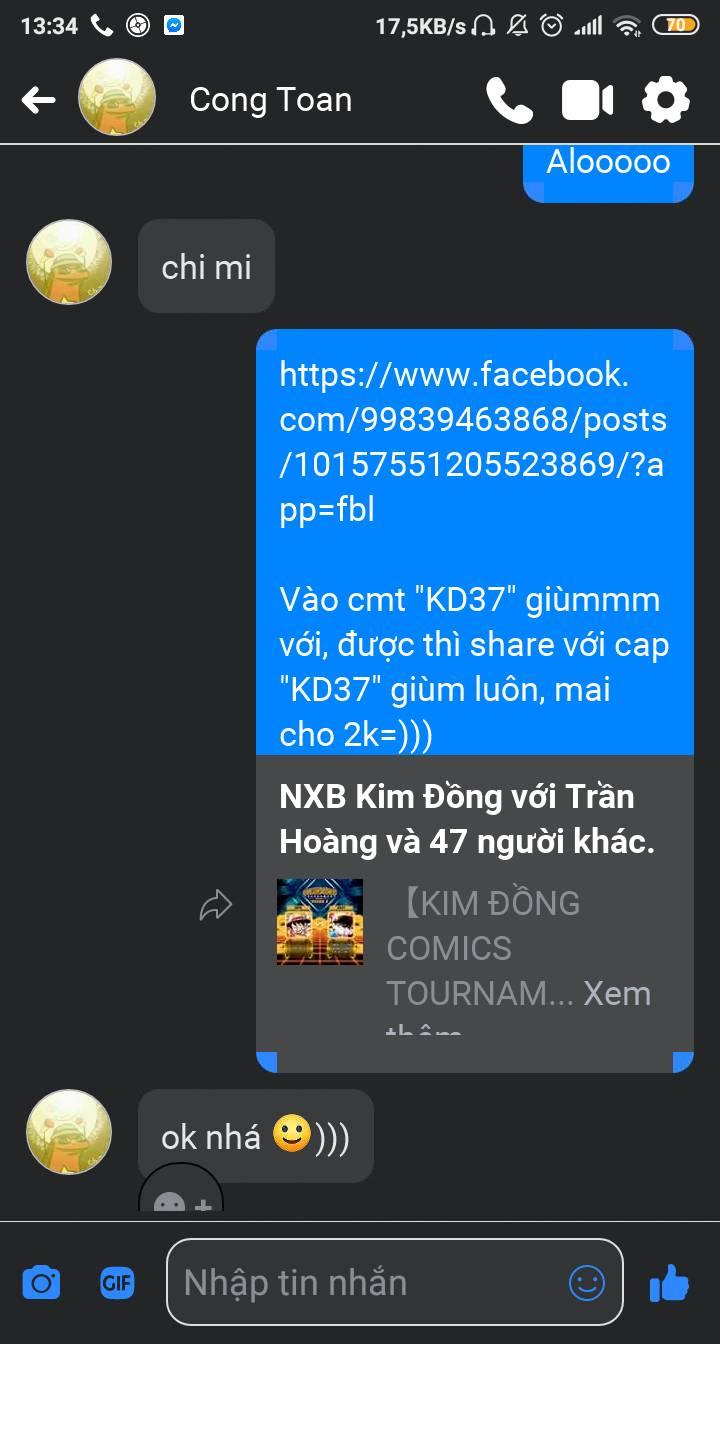 13:34
17,5KB/s
70
Cong Toan
Alooooo
chi mi
https://www.facebook.
com/99839463868/posts
/10157551205523869/?a
pp=fbl
Vào cmt "KD37" giùmmm
với, được thì share với cap
"KD37" giùm luôn, mai
cho 2k=)))
NXB Kim Đồng với Trần
Hoàng và 47 người khác.
【KIM ĐỒNG
COMICS
TOURNAM... Xem
thêm
ok nhá 🙂)))
GIF
Nhập tin nhắn